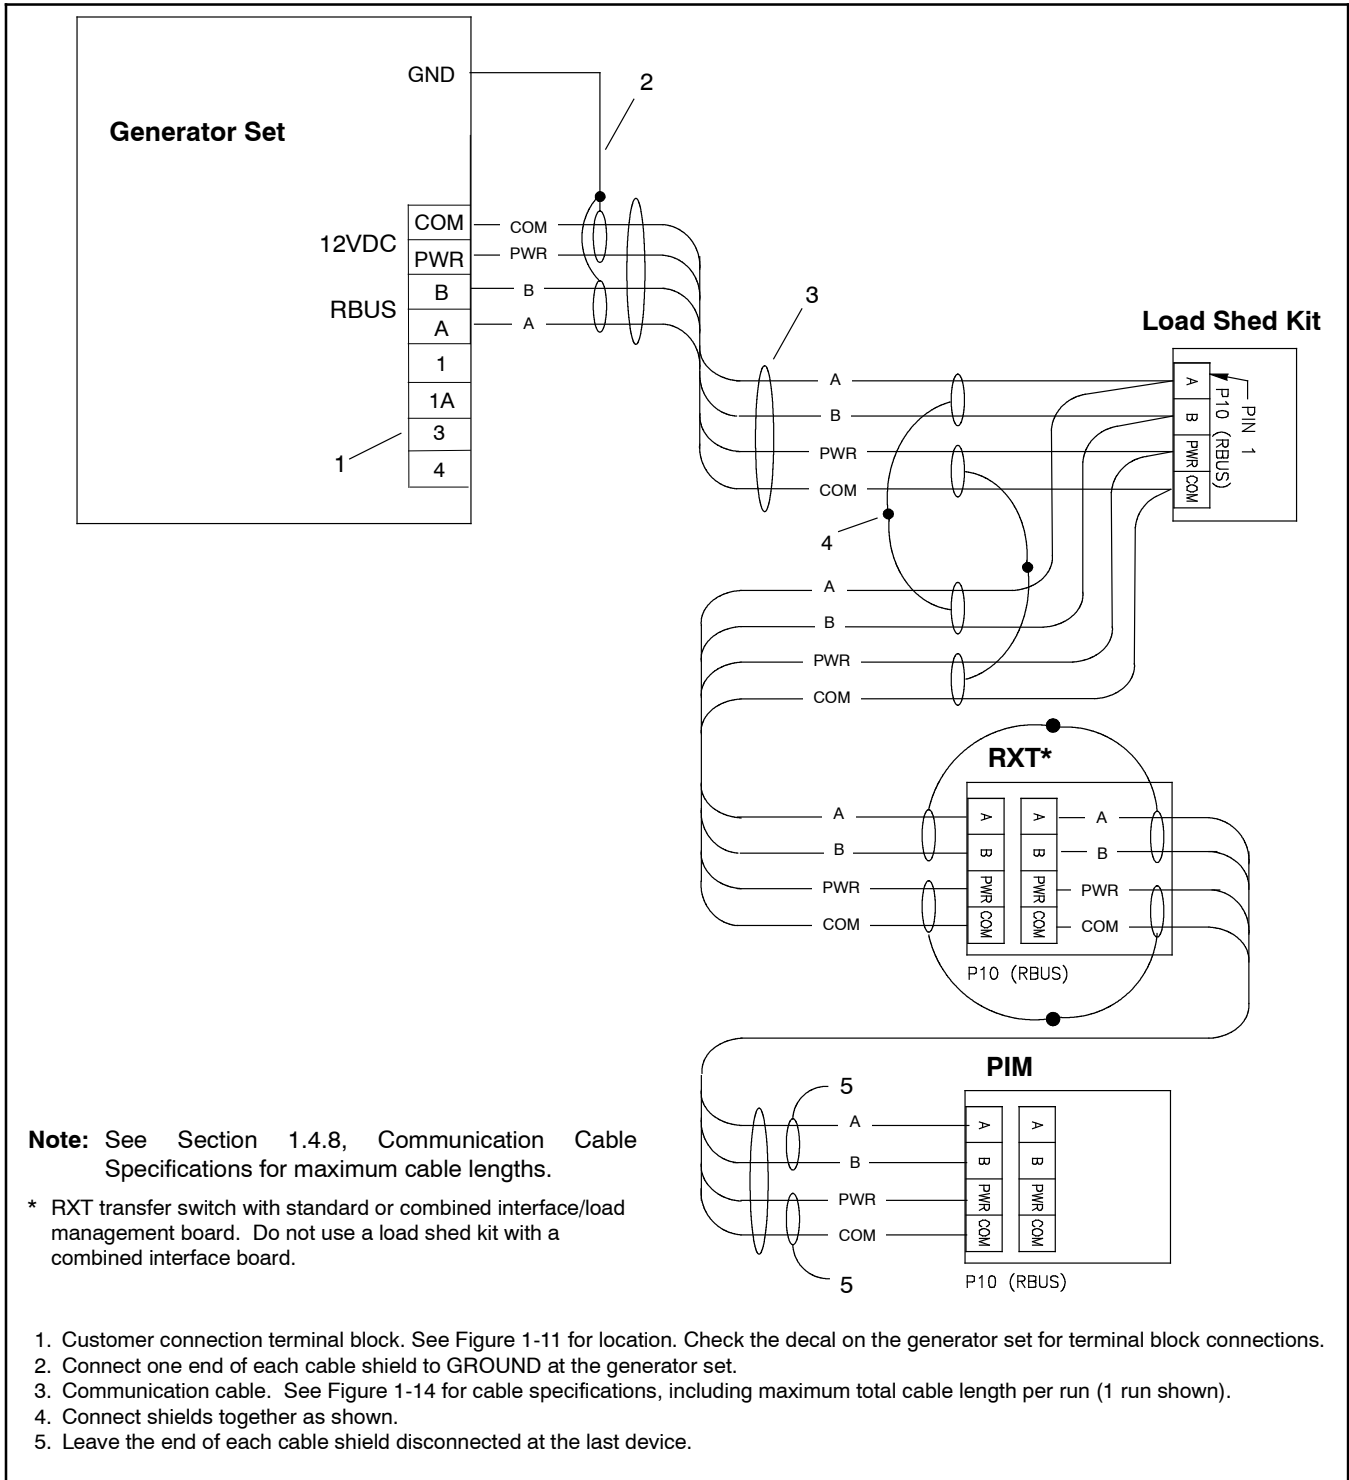 GND
2
Generator Set
COM
COM
12VDC
PWR
PWR
B
B
RBUS
A
A
1
1A
3
4
1
3
Load Shed Kit
A
B
PWR
COM
A
B
PWR
COM
P10 (RBUS)
PIN 1
4
A
B
PWR
COM
RXT*
A
B
PWR
COM
A
B
PWR
COM
A
B
PWR
COM
A
B
PWR
COM
P10 (RBUS)
PIM
5
A
B
PWR
COM
A
B
PWR
COM
A
B
PWR
COM
5
P10 (RBUS)
Note: See Section 1.4.8, Communication Cable
Specifications for maximum cable lengths.
* RXT transfer switch with standard or combined interface/load
management board. Do not use a load shed kit with a
combined interface board.
1. Customer connection terminal block. See Figure 1-11 for location. Check the decal on the generator set for terminal block connections.
2. Connect one end of each cable shield to GROUND at the generator set.
3. Communication cable. See Figure 1-14 for cable specifications, including maximum total cable length per run (1 run shown).
4. Connect shields together as shown.
5. Leave the end of each cable shield disconnected at the last device.